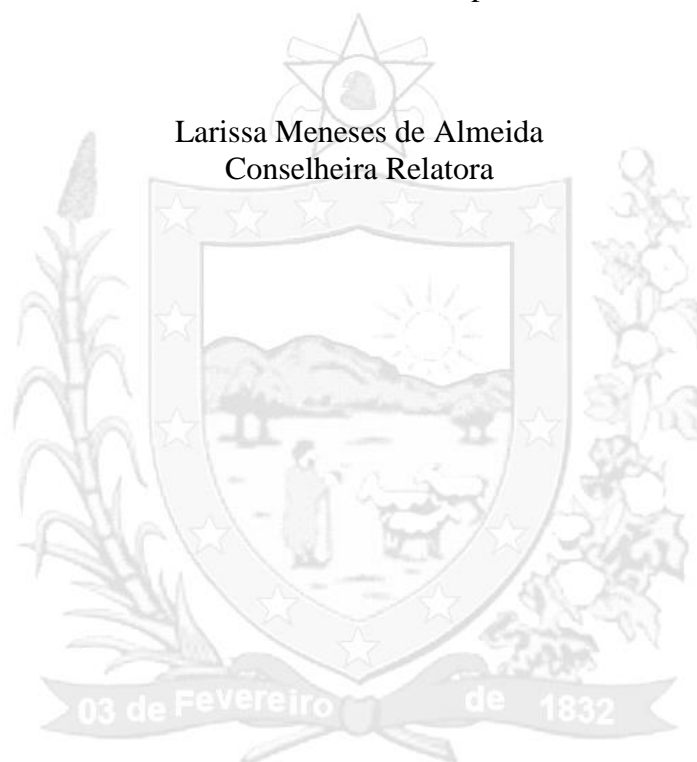 Larissa Meneses de Almeida
Conselheira Relatora
03 de Fevereiro de 1832